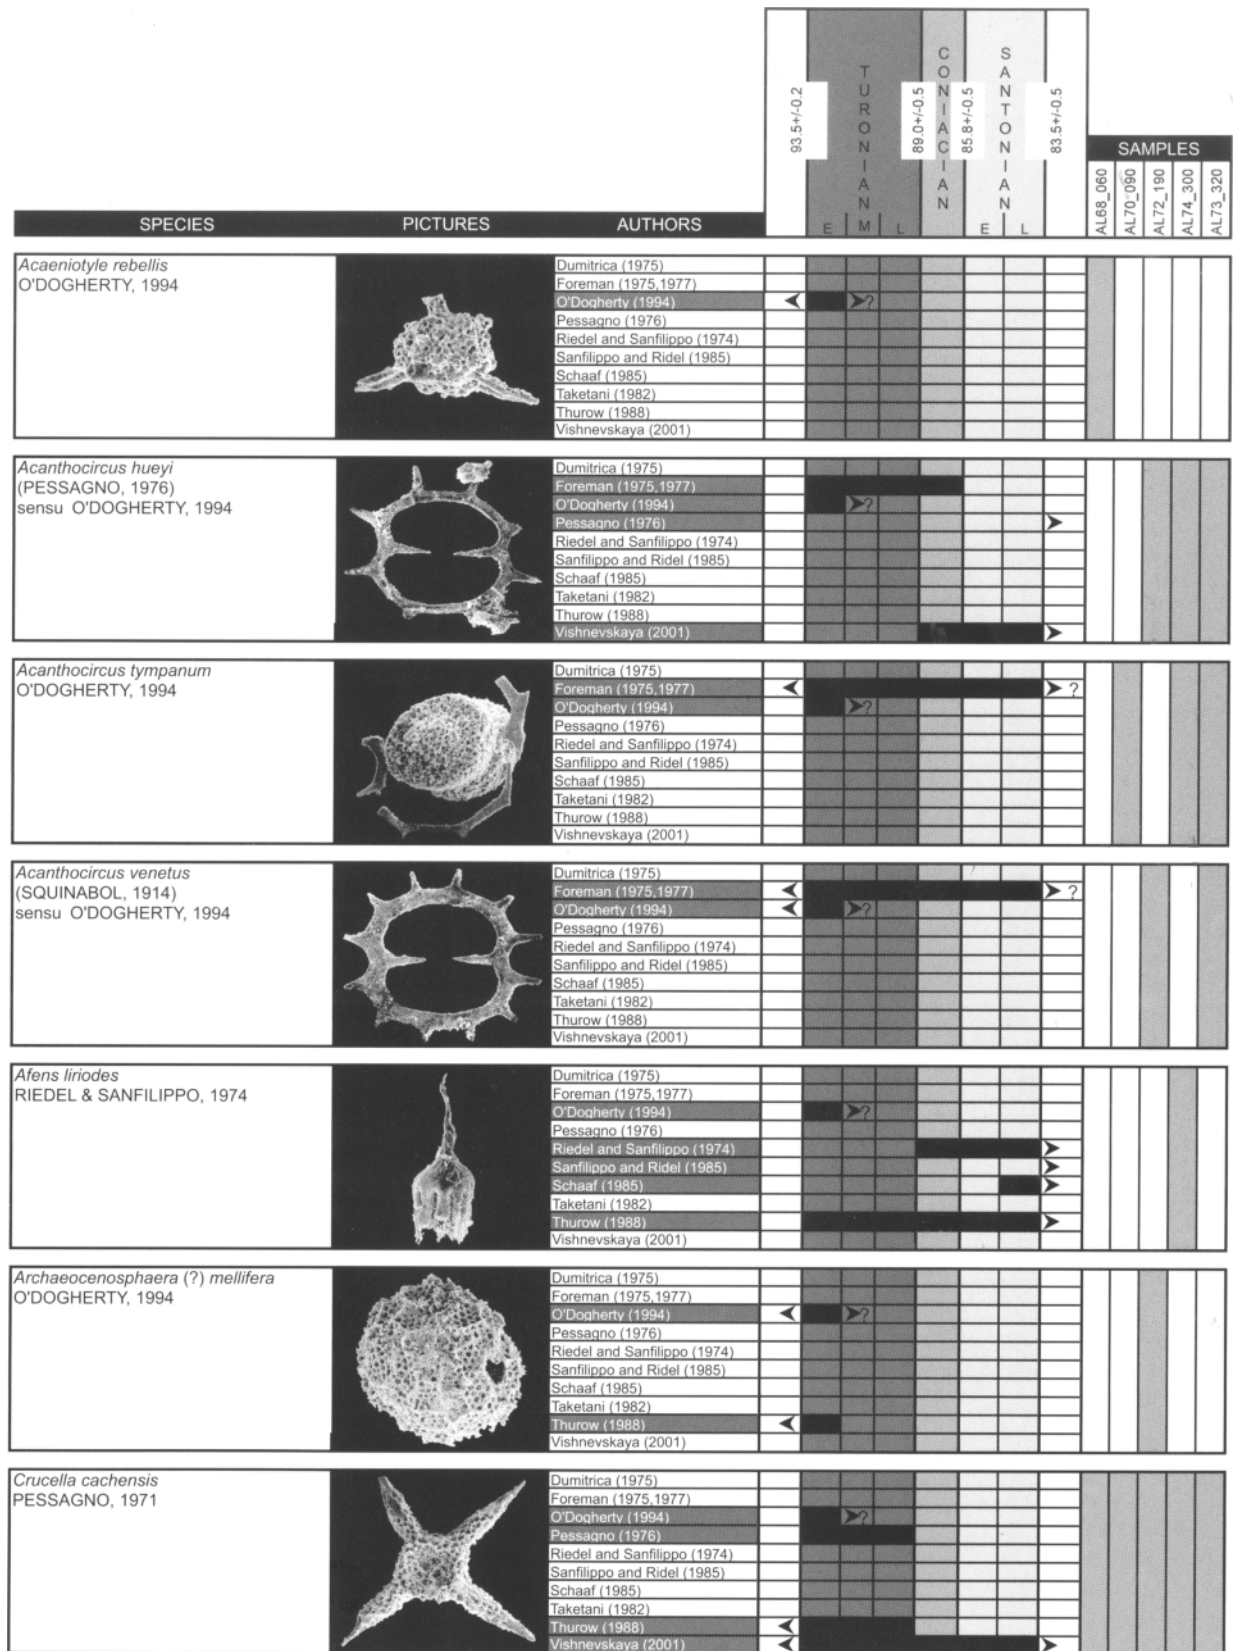 TURONIAN
CONIACIAN
SANTONIAN
93.5+/-0.2
89.0+/-0.5
85.8+/-0.5
83.5+/-0.5
SAMPLES
AL68_060
AL70_090
AL72_190
AL74_300
AL73_320
SPECIES PICTURES AUTHORS E M L E L
Acaeniotyle rebellis
O'DOGHERTY, 1994
Dumitrica (1975)
Foreman (1975,1977)
O'Dogherty (1994) ?
Pessagno (1976)
Riedel and Sanfilippo (1974)
Sanfilippo and Ridel (1985)
Schaaf (1985)
Taketani (1982)
Thurow (1988)
Vishnevskaya (2001)
Acanthocircus hueyi
(PESSAGNO, 1976)
sensu O'DOGHERTY, 1994
Dumitrica (1975)
Foreman (1975,1977)
O'Dogherty (1994) ?
Pessagno (1976)
Riedel and Sanfilippo (1974)
Sanfilippo and Ridel (1985)
Schaaf (1985)
Taketani (1982)
Thurow (1988)
Vishnevskaya (2001)
Acanthocircus tympanum
O'DOGHERTY, 1994
Dumitrica (1975)
Foreman (1975,1977) ?
O'Dogherty (1994) ?
Pessagno (1976)
Riedel and Sanfilippo (1974)
Sanfilippo and Ridel (1985)
Schaaf (1985)
Taketani (1982)
Thurow (1988)
Vishnevskaya (2001)
Acanthocircus venetus
(SQUINABOL, 1914)
sensu O'DOGHERTY, 1994
Dumitrica (1975)
Foreman (1975,1977) ?
O'Dogherty (1994) ?
Pessagno (1976)
Riedel and Sanfilippo (1974)
Sanfilippo and Ridel (1985)
Schaaf (1985)
Taketani (1982)
Thurow (1988)
Vishnevskaya (2001)
Afens liriodes
RIEDEL & SANFILIPPO, 1974
Dumitrica (1975)
Foreman (1975,1977)
O'Dogherty (1994) ?
Pessagno (1976)
Riedel and Sanfilippo (1974)
Sanfilippo and Ridel (1985)
Schaaf (1985)
Taketani (1982)
Thurow (1988)
Vishnevskaya (2001)
Archaeocenosphaera (?) mellifera
O'DOGHERTY, 1994
Dumitrica (1975)
Foreman (1975,1977)
O'Dogherty (1994) ?
Pessagno (1976)
Riedel and Sanfilippo (1974)
Sanfilippo and Ridel (1985)
Schaaf (1985)
Taketani (1982)
Thurow (1988)
Vishnevskaya (2001)
Crucella cachensis
PESSAGNO, 1971
Dumitrica (1975)
Foreman (1975,1977)
O'Dogherty (1994) ?
Pessagno (1976)
Riedel and Sanfilippo (1974)
Sanfilippo and Ridel (1985)
Schaaf (1985)
Taketani (1982)
Thurow (1988)
Vishnevskaya (2001)